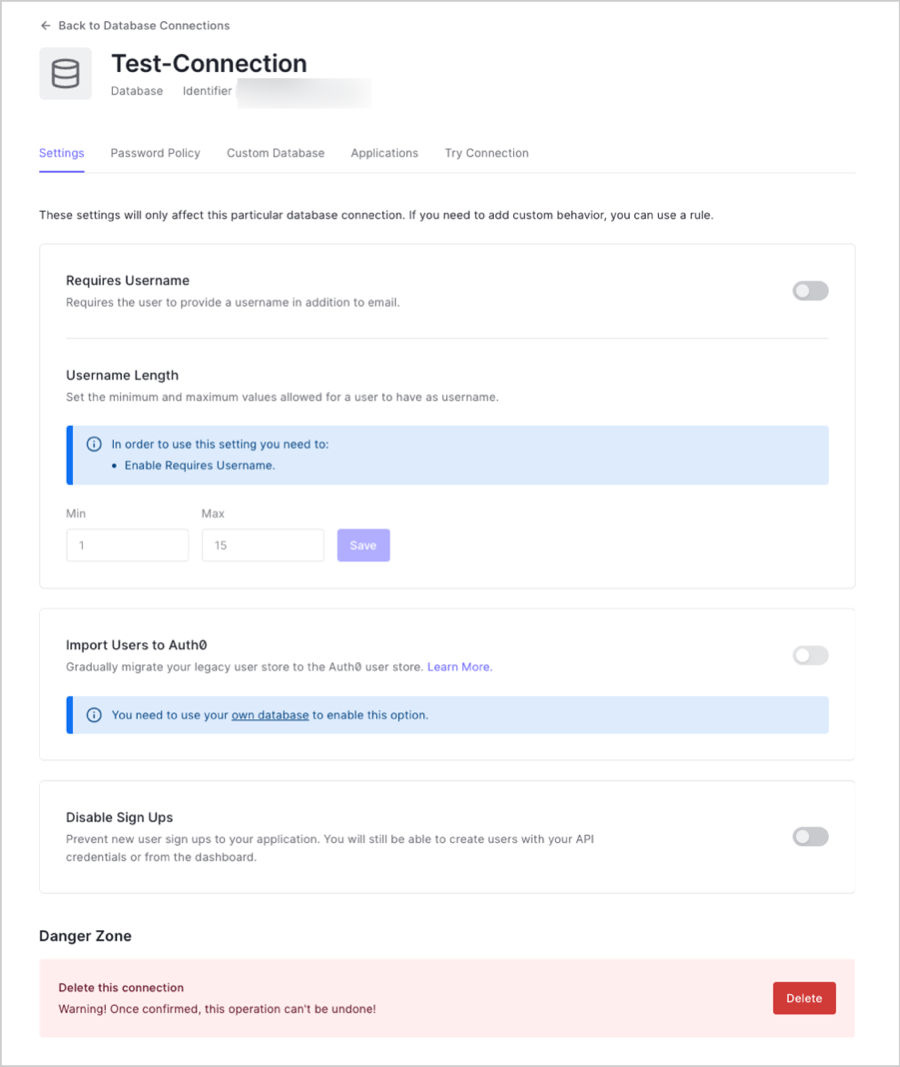 ← Back to Database Connections
Test-Connection
Database Identifier
Settings Password Policy Custom Database Applications Try Connection
These settings will only affect this particular database connection. If you need to add custom behavior, you can use a rule.
Requires Username
Requires the user to provide a username in addition to email.
Username Length
Set the minimum and maximum values allowed for a user to have as username.
In order to use this setting you need to:
• Enable Requires Username.
Min Max
1 15 Save
Import Users to Auth0
Gradually migrate your legacy user store to the Auth0 user store. Learn More.
You need to use your own database to enable this option.
Disable Sign Ups
Prevent new user sign ups to your application. You will still be able to create users with your API
credentials or from the dashboard.
Danger Zone
Delete this connection
Warning! Once confirmed, this operation can't be undone!
Delete